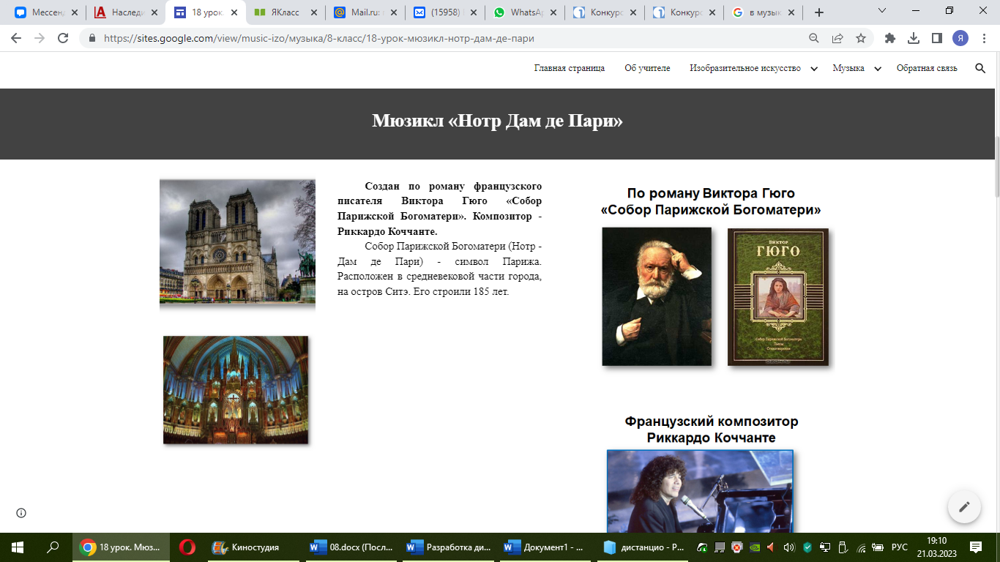 Мессенд
Наследи
18 урок.
ЯКласс
Mail.ru:
(15958)
WhatsAp
Конкурс
Конкурс
в музык
https://sites.google.com/view/music-izo/музыка/8-класс/18-урок-мюзикл-нотр-дам-де-пари
Я
Главная страница
Об учителе
Изобразительное искусство
Музыка
Обратная связь
Мюзикл «Нотр Дам де Пари»
Создан по роману французского
писателя Виктора Гюго «Собор
Парижской Богоматери». Композитор -
Риккардо Коччанте.
Собор Парижской Богоматери (Нотр -
Дам де Пари) - символ Парижа.
Расположен в средневековой части города,
на остров Ситэ. Его строили 185 лет.
По роману Виктора Гюго
«Собор Парижской Богоматери»
ВИКТОР
ГЮГО
Собор Парижской Богоматери
Пьесы
Стихотворения
Французский композитор
Риккардо Коччанте
18 урок. Мюз...
Киностудия
08.docx (Посл...
Разработка ди...
Документ1 - ...
дистанцио - P...
РУС
19:10
21.03.2023